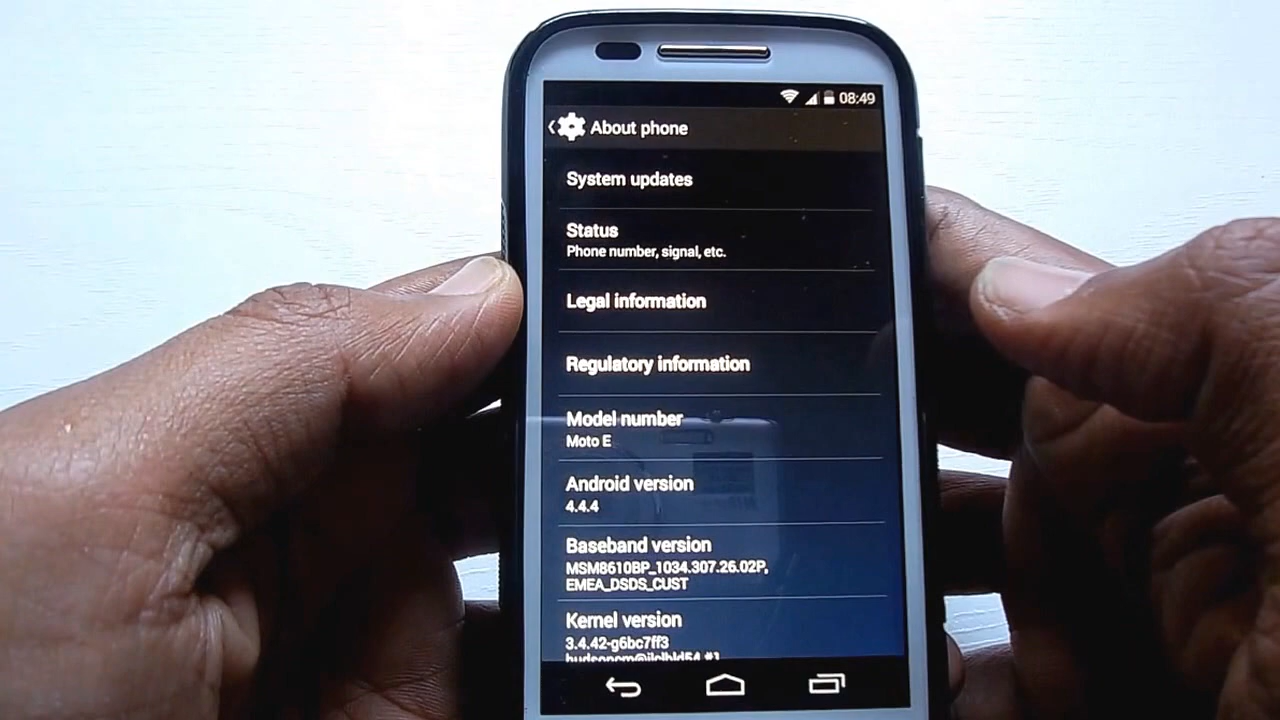 08:49
About phone
System updates
Status
Phone number, signal, etc.
Legal information
Regulatory information
Model number
Moto E
Android version
4.4.4
Baseband version
MSM8610BP_1034.307.26.02P,
EMEA_DSDS_CUST
Kernel version
3.4.42-g6bc7ff3